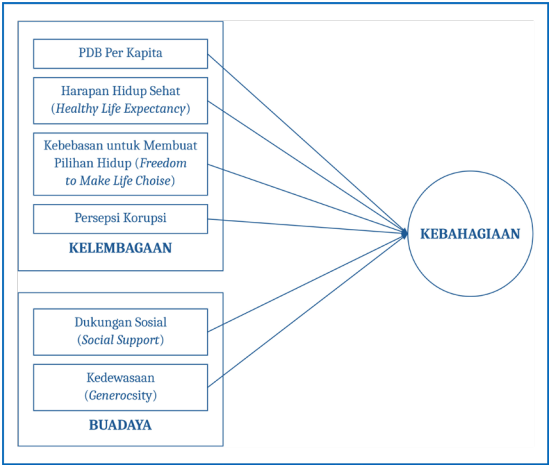 PDB Per Kapita
Harapan Hidup Sehat
(Healthy Life Expectancy)
Kebebasan untuk Membuat
Pilihan Hidup (Freedom
to Make Life Choise)
Persepsi Korupsi
KELEMBAGAAN
KEBAHAGIAAN
Dukungan Sosial
(Social Support)
Kedewasaan
(Generocsity)
BUADAYA